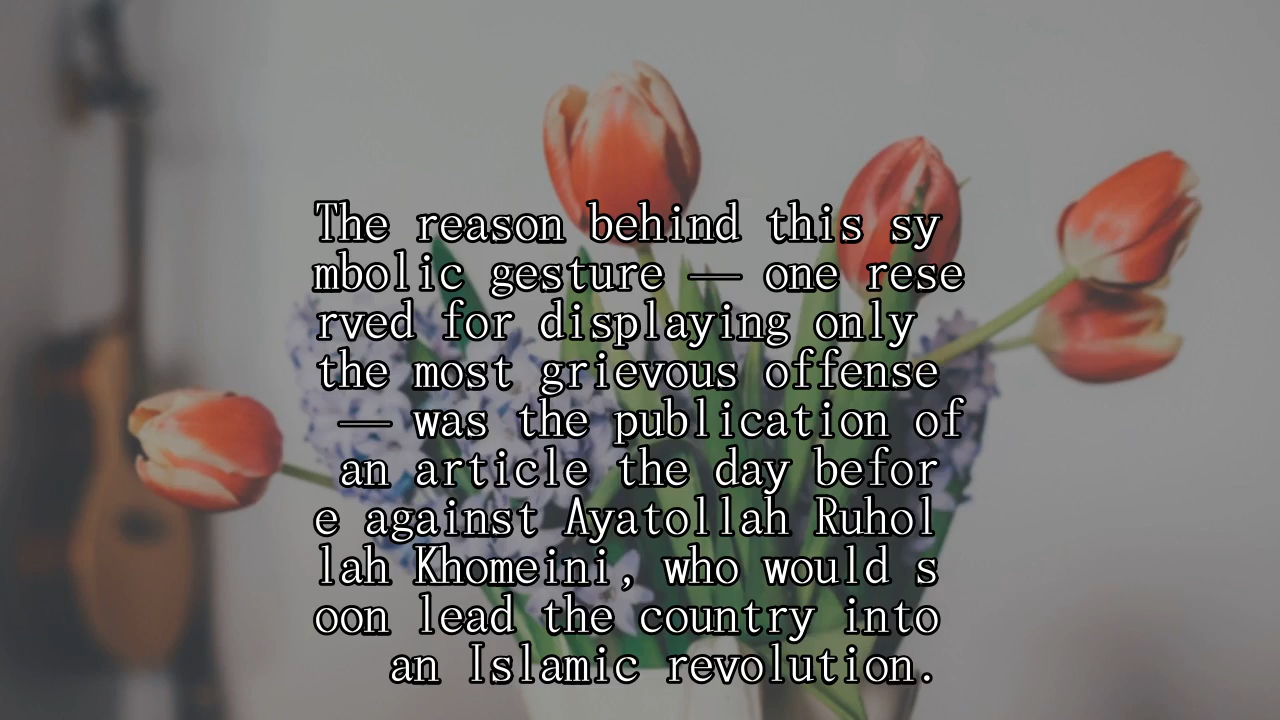 The reason behind this sy
mbolic gesture — one rese
rved for displaying only
the most grievous offense
— was the publication of
an article the day befor
e against Ayatollah Ruhol
lah Khomeini, who would s
oon lead the country into
an Islamic revolution.